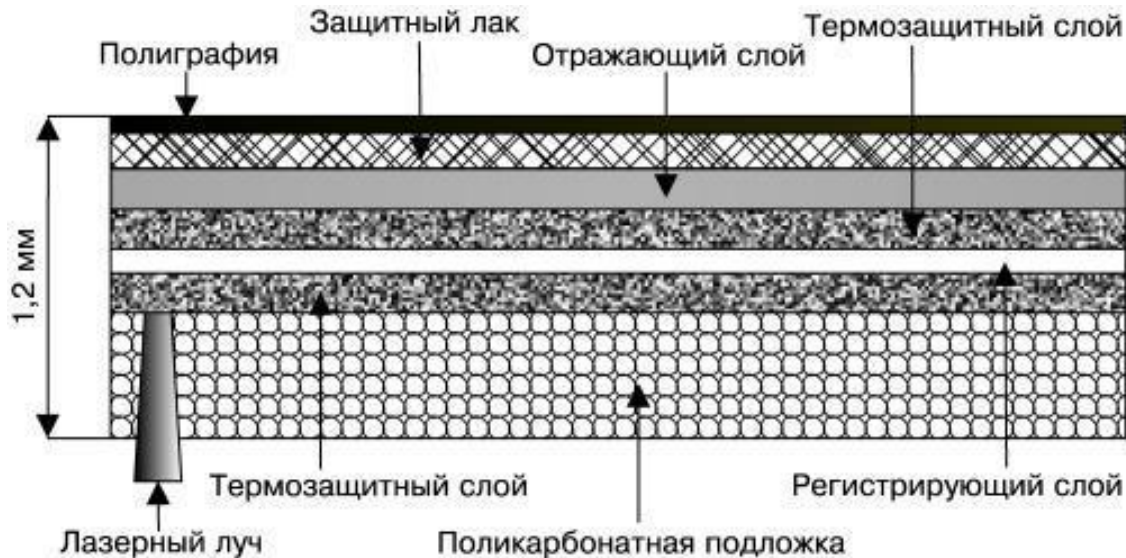 Защитный лак
Термозащитный слой
Полиграфия
Отражающий слой
1,2 мм
Термозащитный слой
Регистрирующий слой
Лазерный луч
Поликарбонатная подложка